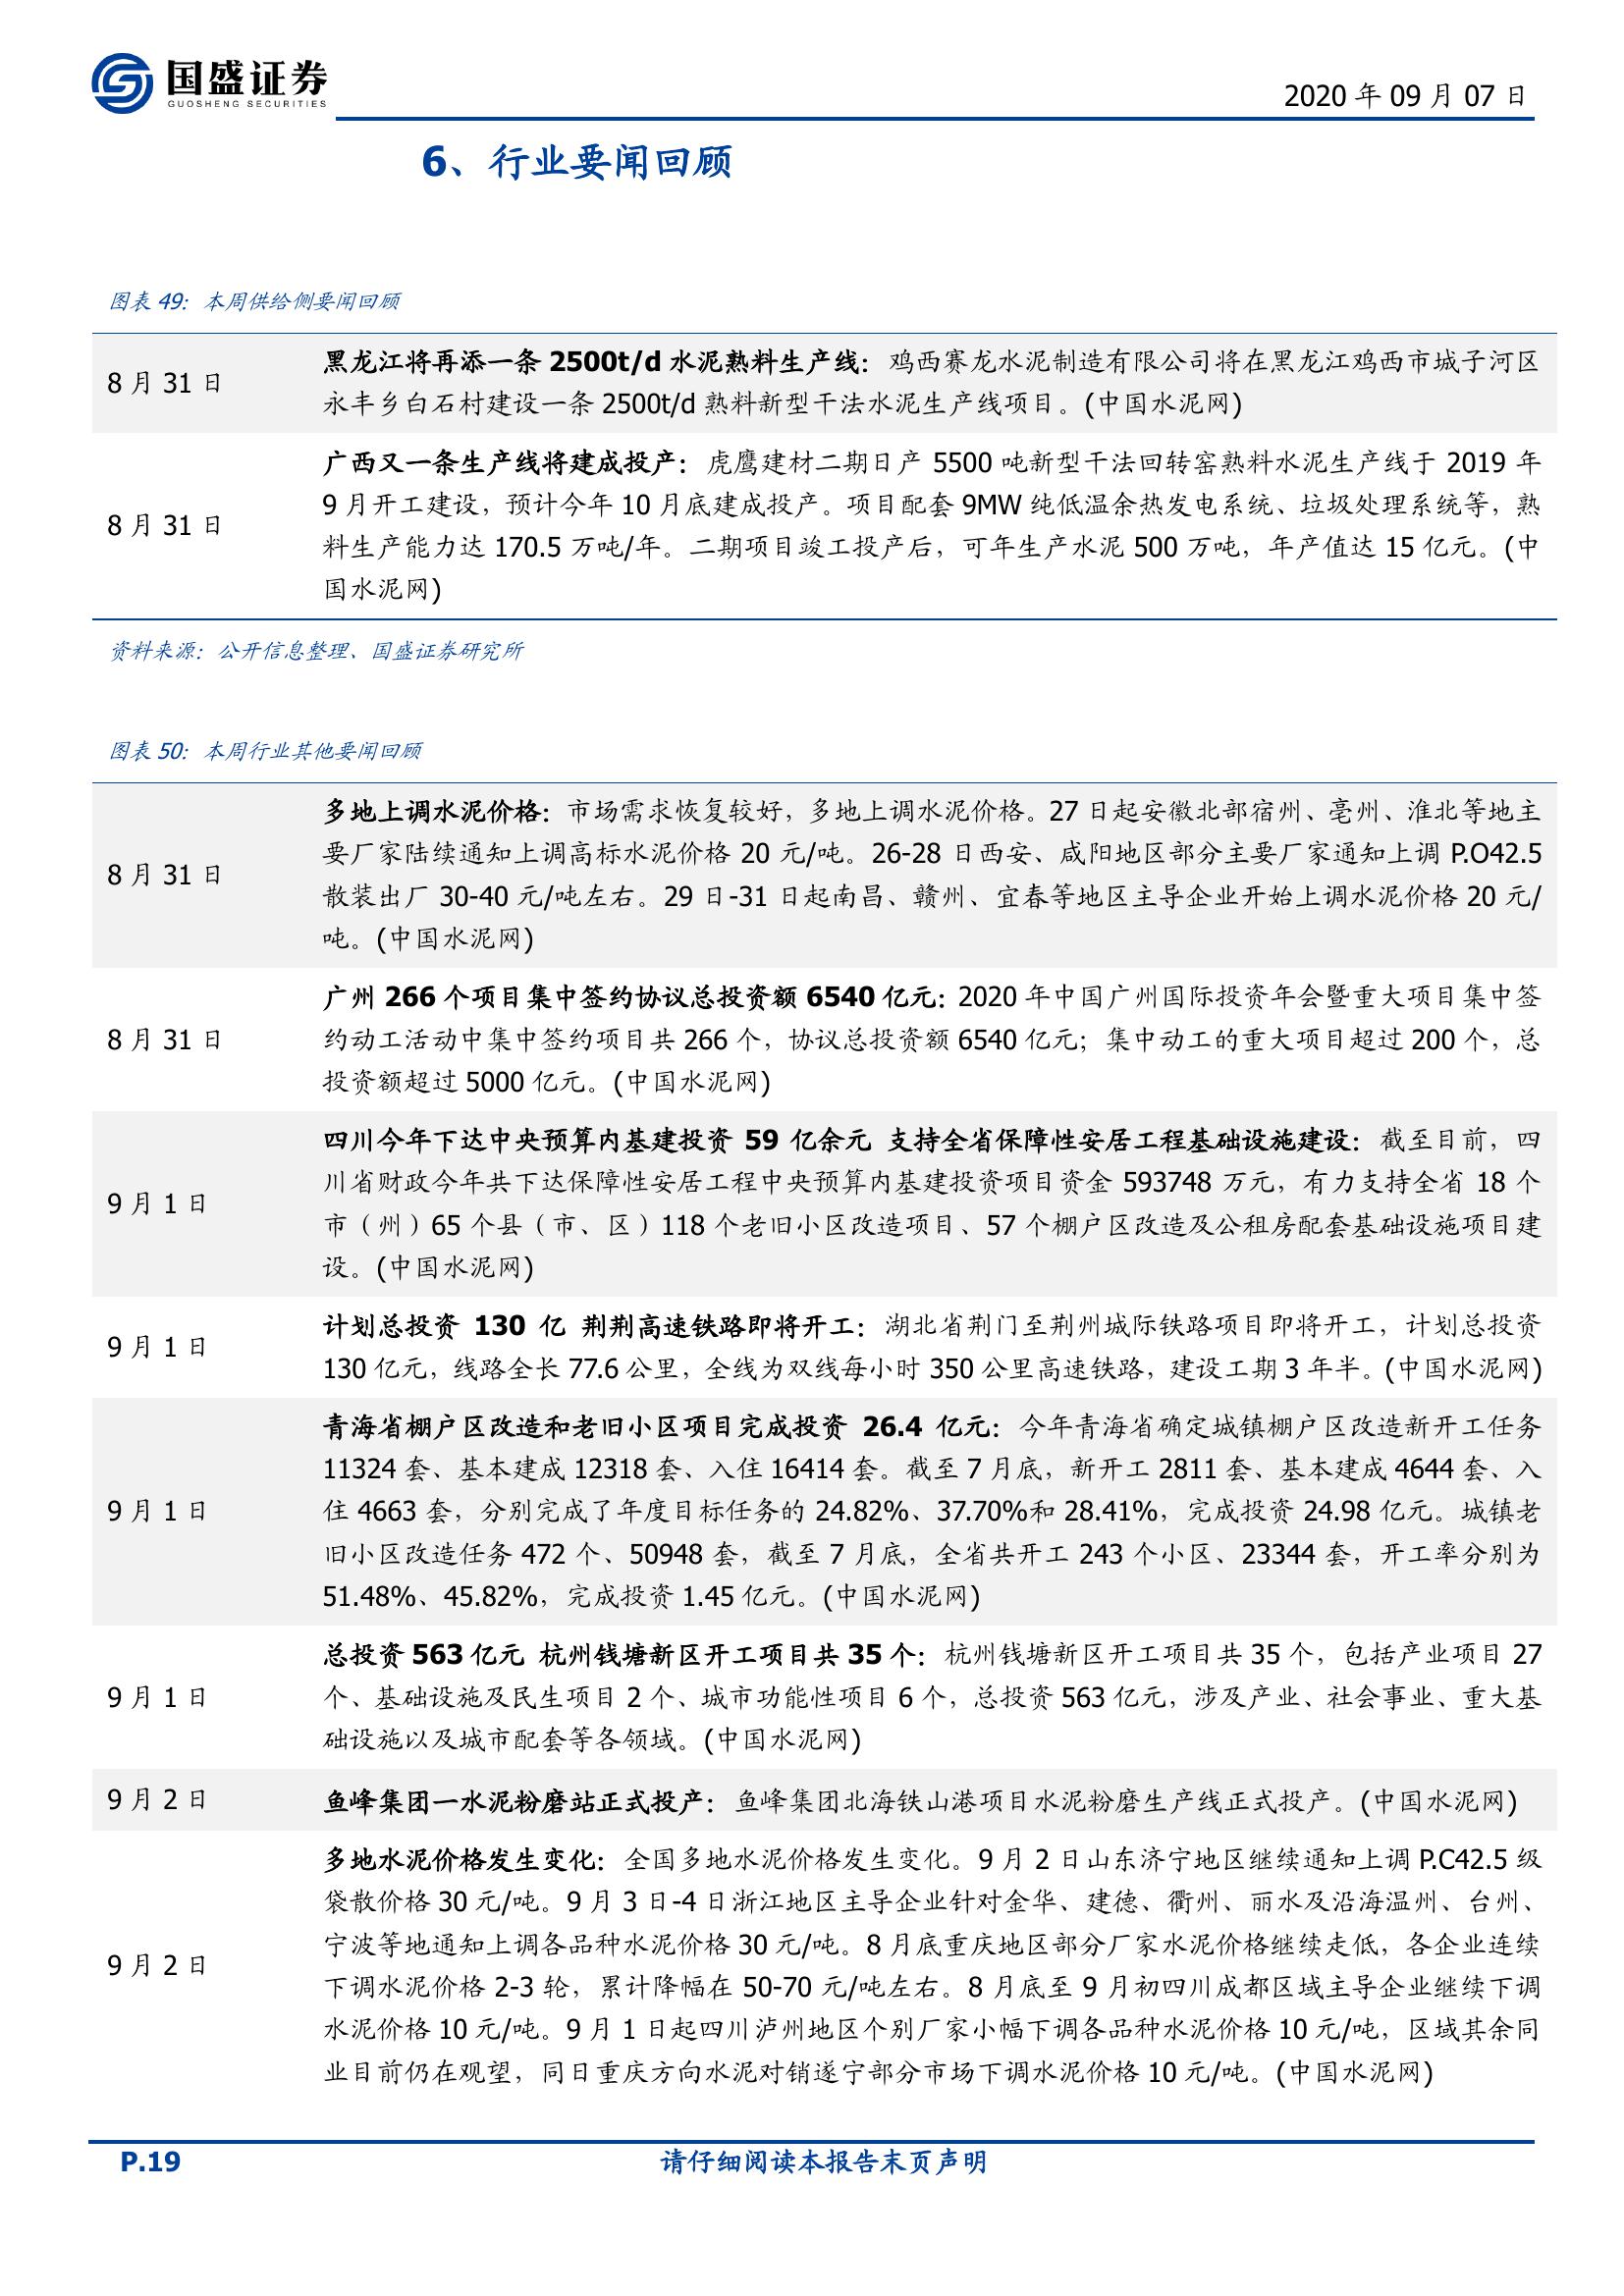 国盛证券
GUOSHENG SECURITIES
2020 年 09 月 07 日
6、行业要闻回顾
图表 49：本周供给侧要闻回顾
8 月 31 日
黑龙江将再添一条 2500t/d 水泥熟料生产线：鸡西赛龙水泥制造有限公司将在黑龙江鸡西市城子河区
永丰乡白石村建设一条 2500t/d 熟料新型干法水泥生产线项目。(中国水泥网)
8 月 31 日
广西又一条生产线将建成投产：虎鹰建材二期日产 5500 吨新型干法回转窑熟料水泥生产线于 2019 年
9 月开工建设，预计今年 10 月底建成投产。项目配套 9MW 纯低温余热发电系统、垃圾处理系统等，熟
料生产能力达 170.5 万吨/年。二期项目竣工投产后，可年生产水泥 500 万吨，年产值达 15 亿元。(中
国水泥网)
资料来源：公开信息整理、国盛证券研究所
图表 50：本周行业其他要闻回顾
8 月 31 日
多地上调水泥价格：市场需求恢复较好，多地上调水泥价格。27 日起安徽北部宿州、亳州、淮北等地主
要厂家陆续通知上调高标水泥价格 20 元/吨。26-28 日西安、咸阳地区部分主要厂家通知上调 P.O42.5
散装出厂 30-40 元/吨左右。29 日-31 日起南昌、赣州、宜春等地区主导企业开始上调水泥价格 20 元/
吨。(中国水泥网)
8 月 31 日
广州 266 个项目集中签约协议总投资额 6540 亿元：2020 年中国广州国际投资年会暨重大项目集中签
约动工活动中集中签约项目共 266 个，协议总投资额 6540 亿元；集中动工的重大项目超过 200 个，总
投资额超过 5000 亿元。(中国水泥网)
9 月 1 日
四川今年下达中央预算内基建投资 59 亿余元 支持全省保障性安居工程基础设施建设：截至目前，四
川省财政今年共下达保障性安居工程中央预算内基建投资项目资金 593748 万元，有力支持全省 18 个
市（州）65 个县（市、区）118 个老旧小区改造项目、57 个棚户区改造及公租房配套基础设施项目建
设。(中国水泥网)
9 月 1 日
计划总投资 130 亿 荆荆高速铁路即将开工：湖北省荆门至荆州城际铁路项目即将开工，计划总投资
130 亿元，线路全长 77.6 公里，全线为双线每小时 350 公里高速铁路，建设工期 3 年半。(中国水泥网)
9 月 1 日
青海省棚户区改造和老旧小区项目完成投资 26.4 亿元：今年青海省确定城镇棚户区改造新开工任务
11324 套、基本建成 12318 套、入住 16414 套。截至 7 月底，新开工 2811 套、基本建成 4644 套、入
住 4663 套，分别完成了年度目标任务的 24.82%、37.70%和 28.41%，完成投资 24.98 亿元。城镇老
旧小区改造任务 472 个、50948 套，截至 7 月底，全省共开工 243 个小区、23344 套，开工率分别为
51.48%、45.82%，完成投资 1.45 亿元。(中国水泥网)
9 月 1 日
总投资 563 亿元 杭州钱塘新区开工项目共 35 个：杭州钱塘新区开工项目共 35 个，包括产业项目 27
个、基础设施及民生项目 2 个、城市功能性项目 6 个，总投资 563 亿元，涉及产业、社会事业、重大基
础设施以及城市配套等各领域。(中国水泥网)
9 月 2 日
鱼峰集团一水泥粉磨站正式投产：鱼峰集团北海铁山港项目水泥粉磨生产线正式投产。(中国水泥网)
9 月 2 日
多地水泥价格发生变化：全国多地水泥价格发生变化。9 月 2 日山东济宁地区继续通知上调 P.C42.5 级
袋散价格 30 元/吨。9 月 3 日-4 日浙江地区主导企业针对金华、建德、衢州、丽水及沿海温州、台州、
宁波等地通知上调各品种水泥价格 30 元/吨。8 月底重庆地区部分厂家水泥价格继续走低，各企业连续
下调水泥价格 2-3 轮，累计降幅在 50-70 元/吨左右。8 月底至 9 月初四川成都区域主导企业继续下调
水泥价格 10 元/吨。9 月 1 日起四川泸州地区个别厂家小幅下调各品种水泥价格 10 元/吨，区域其余同
业目前仍在观望，同日重庆方向水泥对销遂宁部分市场下调水泥价格 10 元/吨。(中国水泥网)
P.19
请仔细阅读本报告末页声明